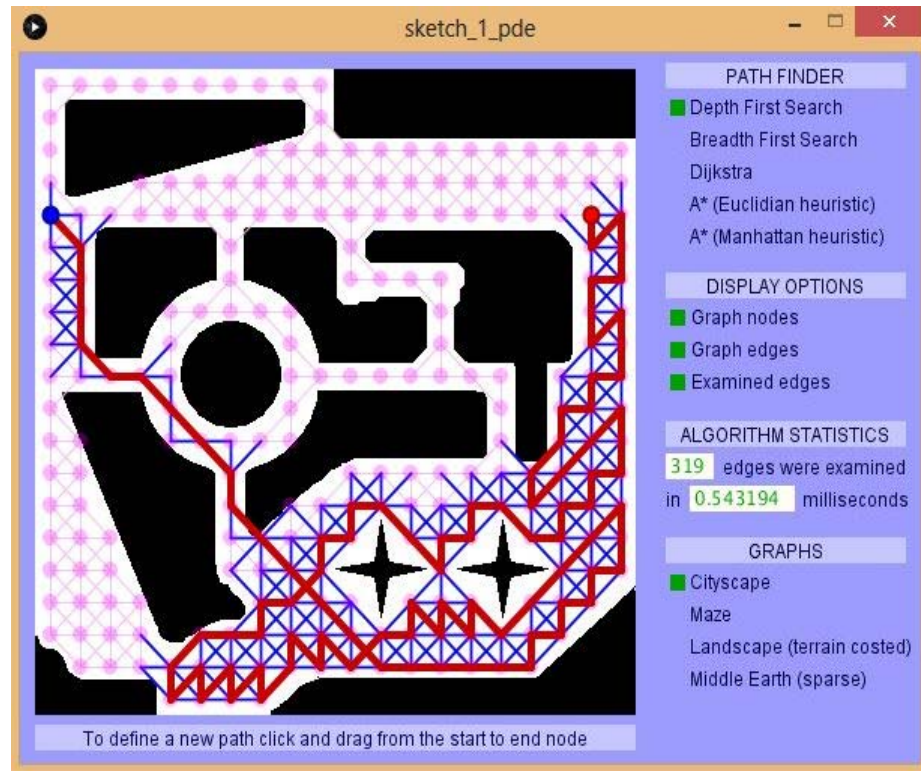 sketch_1_pde
PATH FINDER
Depth First Search
Breadth First Search
Dijkstra
A* (Euclidian heuristic)
A* (Manhattan heuristic)
DISPLAY OPTIONS
Graph nodes
Graph edges
Examined edges
ALGORITHM STATISTICS
319 edges were examined
in 0.543194 milliseconds
GRAPHS
Cityscape
Maze
Landscape (terrain costed)
Middle Earth (sparse)
To define a new path click and drag from the start to end node